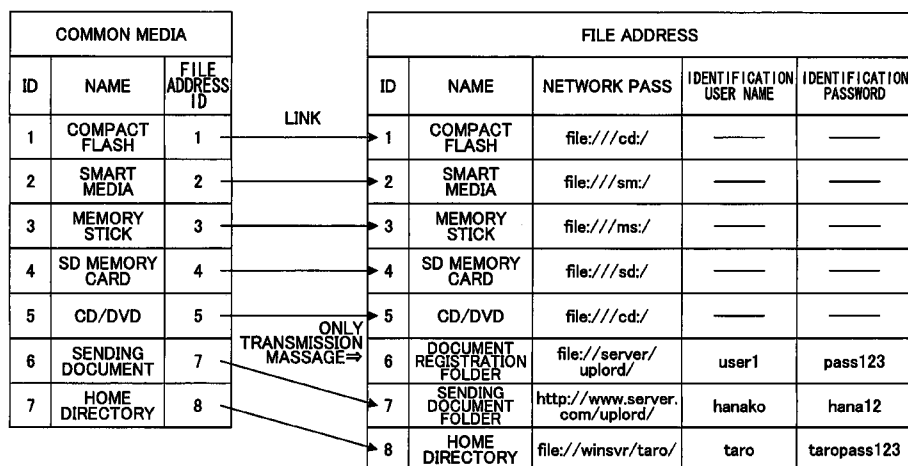 COMMON MEDIA
ID NAME FILE ADDRESS ID
1 COMPACT FLASH 1
2 SMART MEDIA 2
3 MEMORY STICK 3
4 SD MEMORY CARD 4
5 CD/DVD 5
6 SENDING DOCUMENT 7
7 HOME DIRECTORY 8
LINK
ONLY
TRANSMISSION
MASSAGE⇒
FILE ADDRESS
ID NAME NETWORK PASS IDENTIFICATION USER NAME IDENTIFICATION PASSWORD
1 COMPACT FLASH file:///cd:/ — —
2 SMART MEDIA file:///sm:/ — —
3 MEMORY STICK file:///ms:/ — —
4 SD MEMORY CARD file:///sd:/ — —
5 CD/DVD file:///cd:/ — —
6 DOCUMENT REGISTRATION FOLDER file://server/uplord/ user1 pass123
7 SENDING DOCUMENT FOLDER http://www.server.com/uplord/ hanako hana12
8 HOME DIRECTORY file://winsvr/taro/ taro taropass123